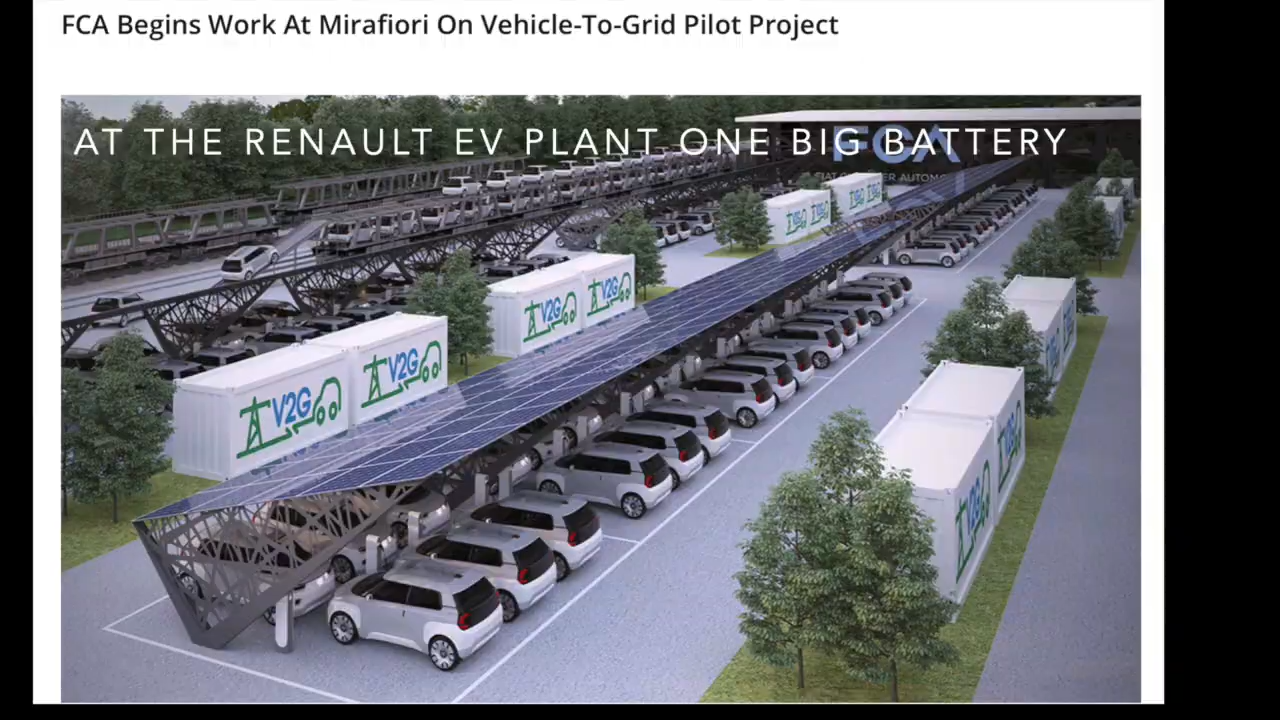 FCA Begins Work At Mirafiori On Vehicle-To-Grid Pilot Project
AT THE RENAULT EV PLANT ONE BIG BATTERY
FCA
V2G
V2G
V2G
V2G
V2G
V2G